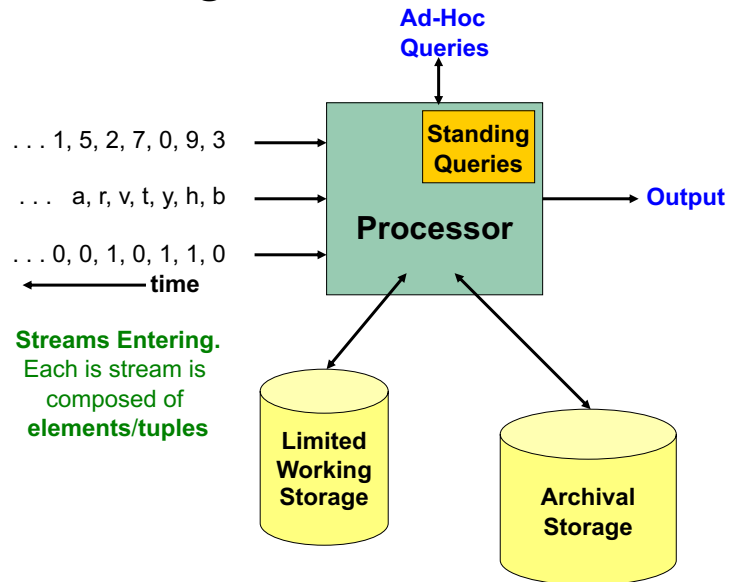 Ad-Hoc
Queries
. . . 1, 5, 2, 7, 0, 9, 3
. . . a, r, v, t, y, h, b
. . . 0, 0, 1, 0, 1, 1, 0
time
Standing
Queries
Processor
Output
Streams Entering.
Each is stream is
composed of
elements/tuples
Limited
Working
Storage
Archival
Storage